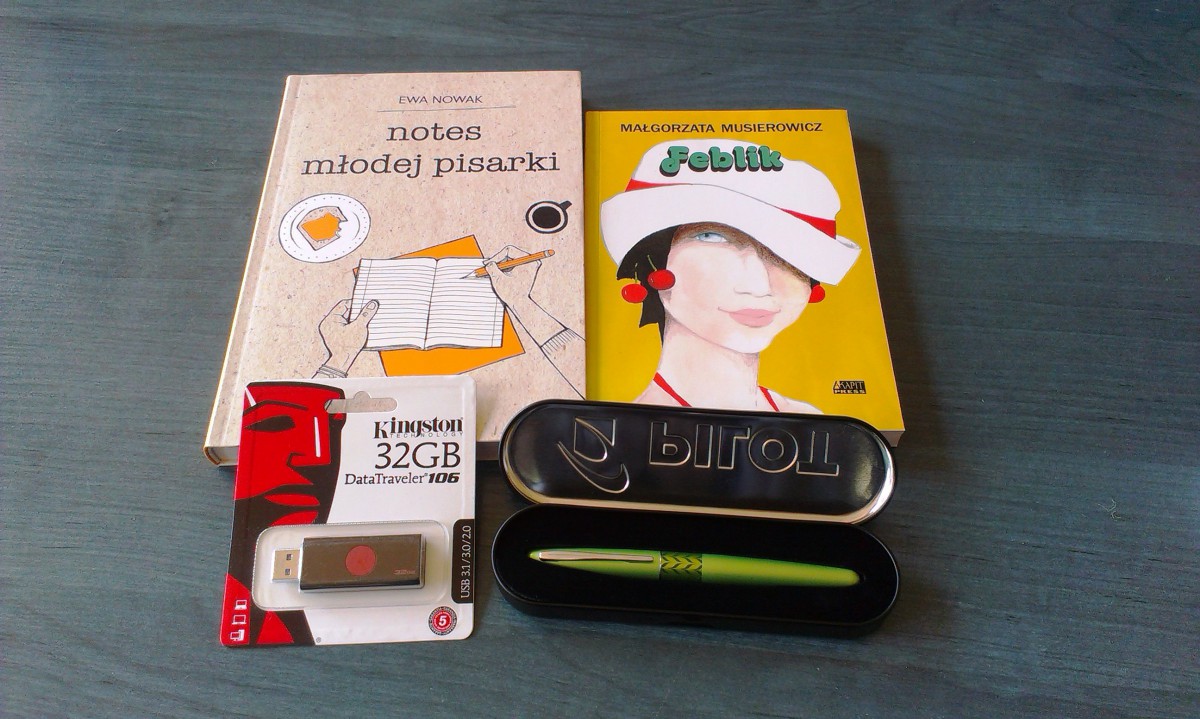 EWA NOWAK
notes
młodej pisarki
MAŁGORZATA MUSIEROWICZ
Feblik
AKAPIT
PRESS
Kingston
TECHNOLOGY
32GB
DataTraveler® 106
USB 3.1/3.0/2.0
5
PILOT